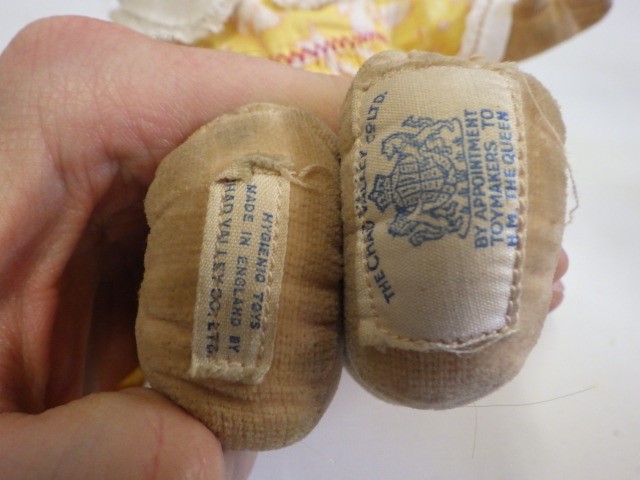 HYGIENIC TOYS
MADE IN ENGLAND BY
CHAD VALLEY CO. LTD.
THE CHAD VALLEY CO LTD.
BY APPOINTMENT
TOYMAKERS TO
H.M. THE QUEEN